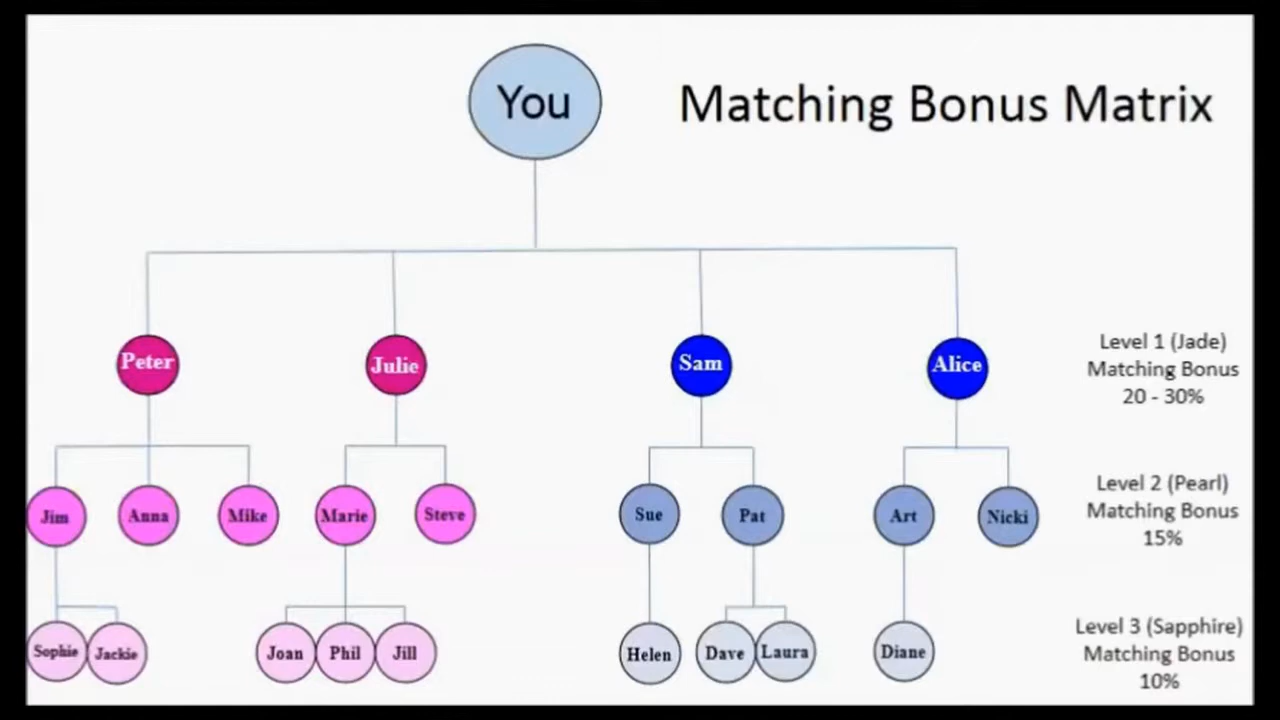 You
Matching Bonus Matrix
Peter
Julie
Sam
Alice
Level 1 (Jade)
Matching Bonus
20 - 30%
Jim
Anna
Mike
Marie
Steve
Sue
Pat
Art
Nicki
Level 2 (Pearl)
Matching Bonus
15%
Sophie
Jackie
Joan
Phil
Jill
Helen
Dave
Laura
Diane
Level 3 (Sapphire)
Matching Bonus
10%